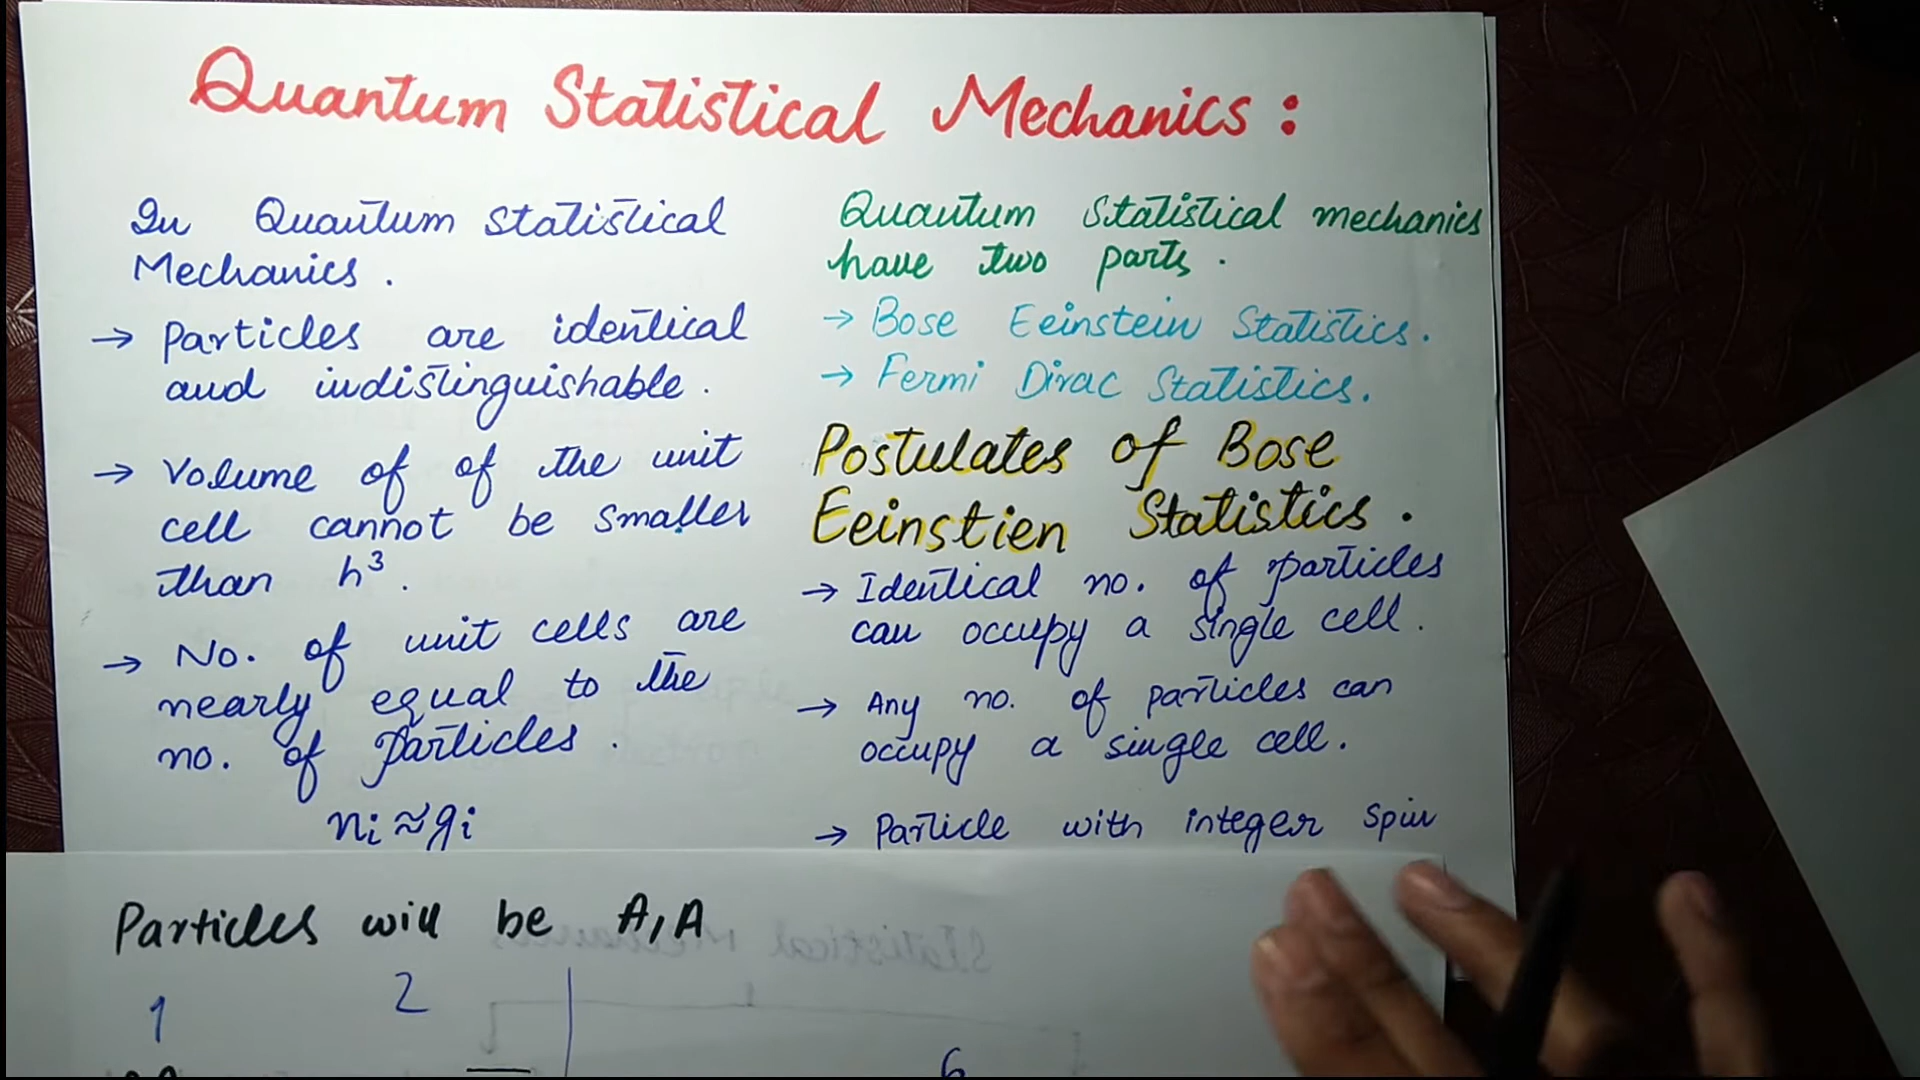 Quantum Statistical Mechanics :
In Quantum statistical
Mechanics .
→ Particles are identical
and indistinguishable .
→ Volume of of the unit
cell cannot be smaller
than h³ .
→ No. of unit cells are
nearly equal to the
no. of particles .
nᵢ ≈ gᵢ
Quantum Statistical mechanics
have two parts .
→ Bose Eeinstein Statistics .
→ Fermi Dirac Statistics .
Postulates of Bose
Eeinstien Statistics .
→ Identical no. of particles
can occupy a single cell .
→ Any no. of particles can
occupy a single cell .
→ Particle with integer spin
Particles will be A,A
1 2
6